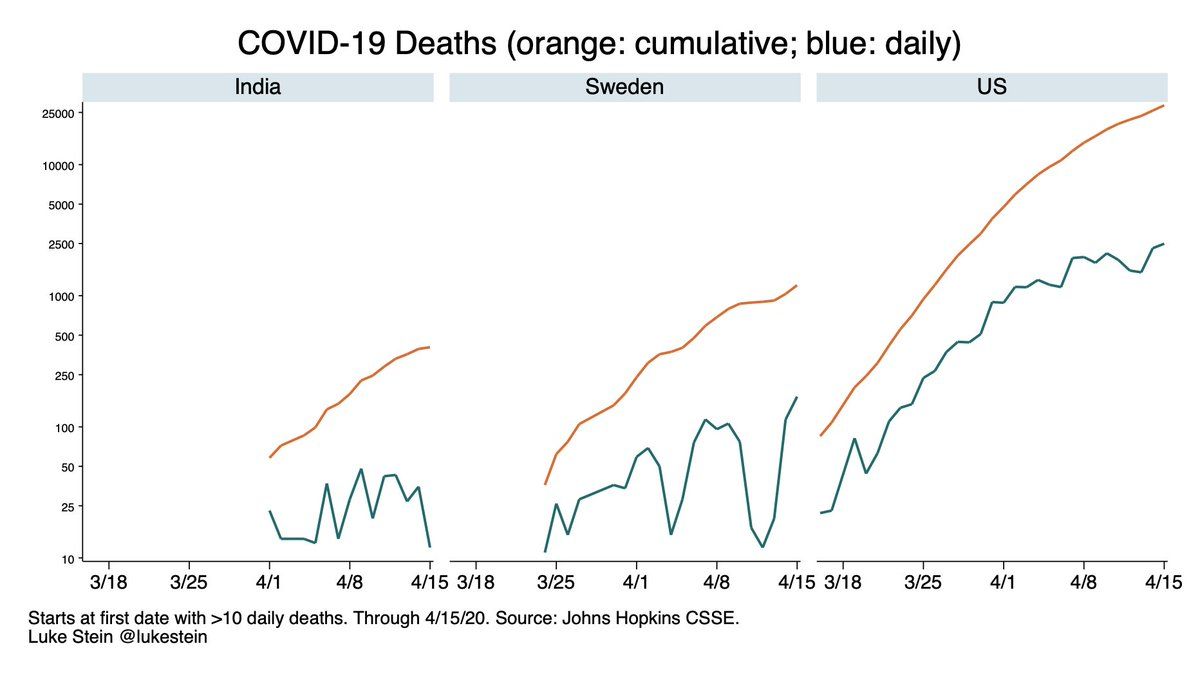 COVID-19 Deaths (orange: cumulative; blue: daily)
India Sweden US
25000
10000
5000
2500
1000
500
250
100
50
25
10
3/18 3/25 4/1 4/8 4/15 3/18 3/25 4/1 4/8 4/15 3/18 3/25 4/1 4/8 4/15
Starts at first date with >10 daily deaths. Through 4/15/20. Source: Johns Hopkins CSSE.
Luke Stein @lukestein